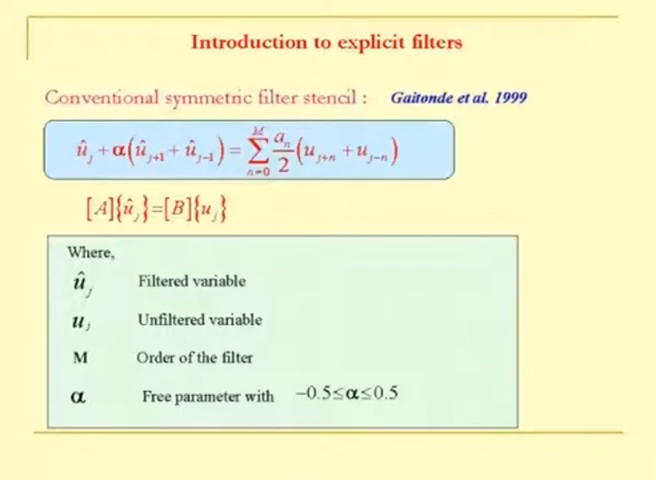 Introduction to explicit filters
Conventional symmetric filter stencil : Gaitonde et al. 1999
û_j + α(û_{j+1} + û_{j-1}) = ∑_{n=0}^{M} a_n/2 (u_{j+n} + u_{j-n})
[A]{û_j}=[B]{u_j}
Where,
û_j Filtered variable
u_j Unfiltered variable
M Order of the filter
α Free parameter with −0.5≤α≤0.5